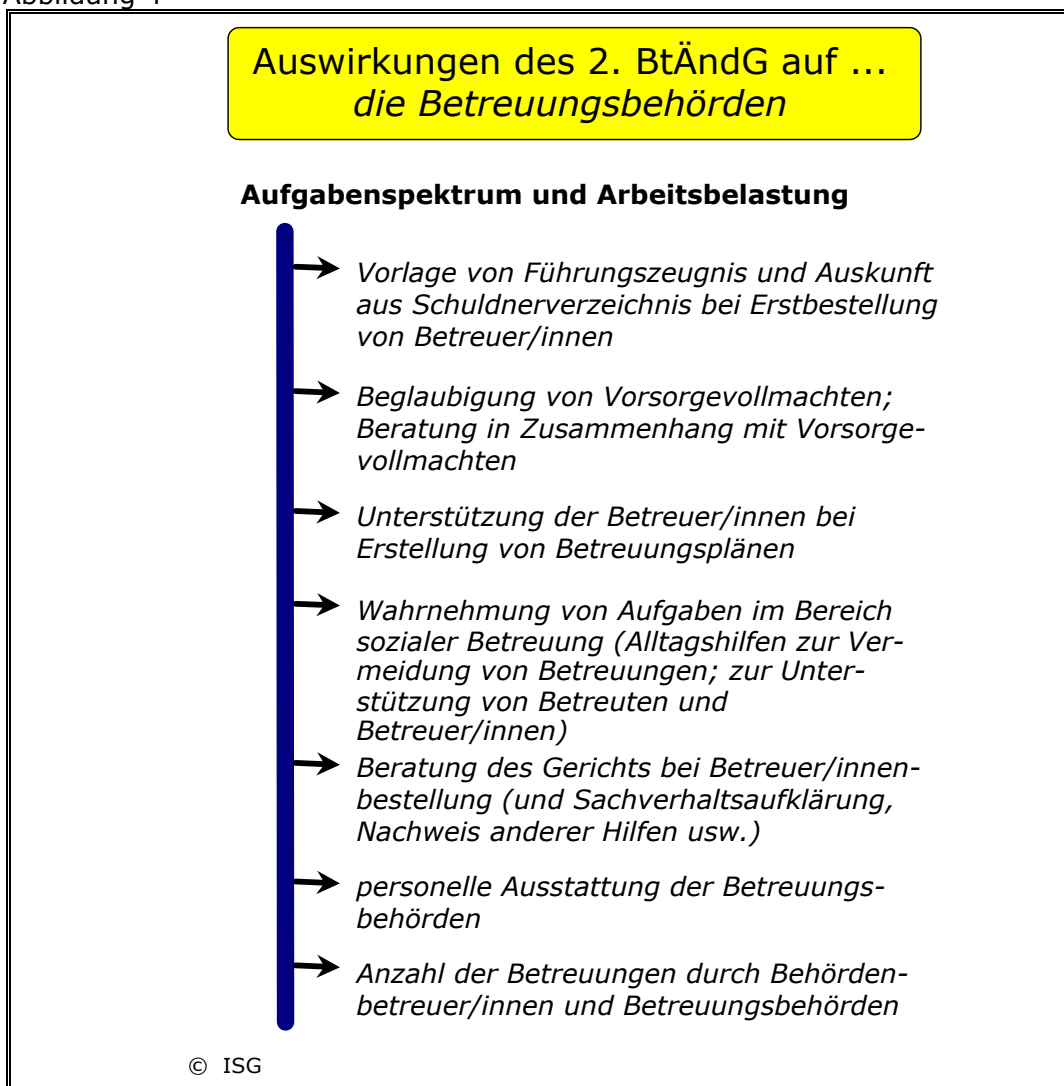 Auswirkungen des 2. BtÄndG auf ...
die Betreuungsbehörden
Aufgabenspektrum und Arbeitsbelastung
Vorlage von Führungszeugnis und Auskunft
aus Schuldnerverzeichnis bei Erstbestellung
von Betreuer/innen
Beglaubigung von Vorsorgevollmachten;
Beratung in Zusammenhang mit Vorsorge-
vollmachten
Unterstützung der Betreuer/innen bei
Erstellung von Betreuungsplänen
Wahrnehmung von Aufgaben im Bereich
sozialer Betreuung (Alltagshilfen zur Ver-
meidung von Betreuungen; zur Unter-
stützung von Betreuten und
Betreuer/innen)
Beratung des Gerichts bei Betreuer/innen-
bestellung (und Sachverhaltsaufklärung,
Nachweis anderer Hilfen usw.)
personelle Ausstattung der Betreuungs-
behörden
Anzahl der Betreuungen durch Behörden-
betreuer/innen und Betreuungsbehörden
© ISG